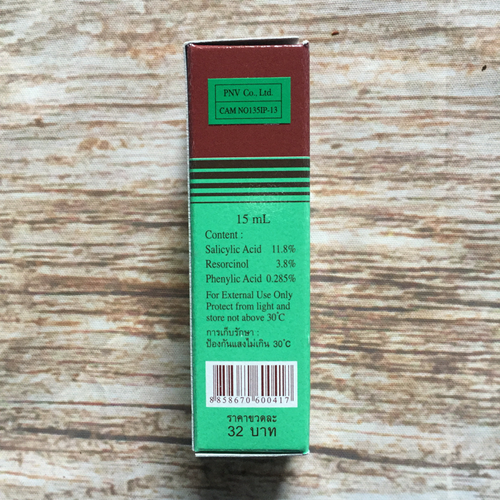 PNV Co., Ltd.
CAM NO135IP-13
15 mL
Content :
Salicylic Acid 11.8%
Resorcinol 3.8%
Phenylic Acid 0.285%
For External Use Only
Protect from light and
store not above 30°C
การเก็บรักษา :
ป้องกันแสงไม่เกิน 30°C
8858670600417
ราคาขวดละ
32 บาท